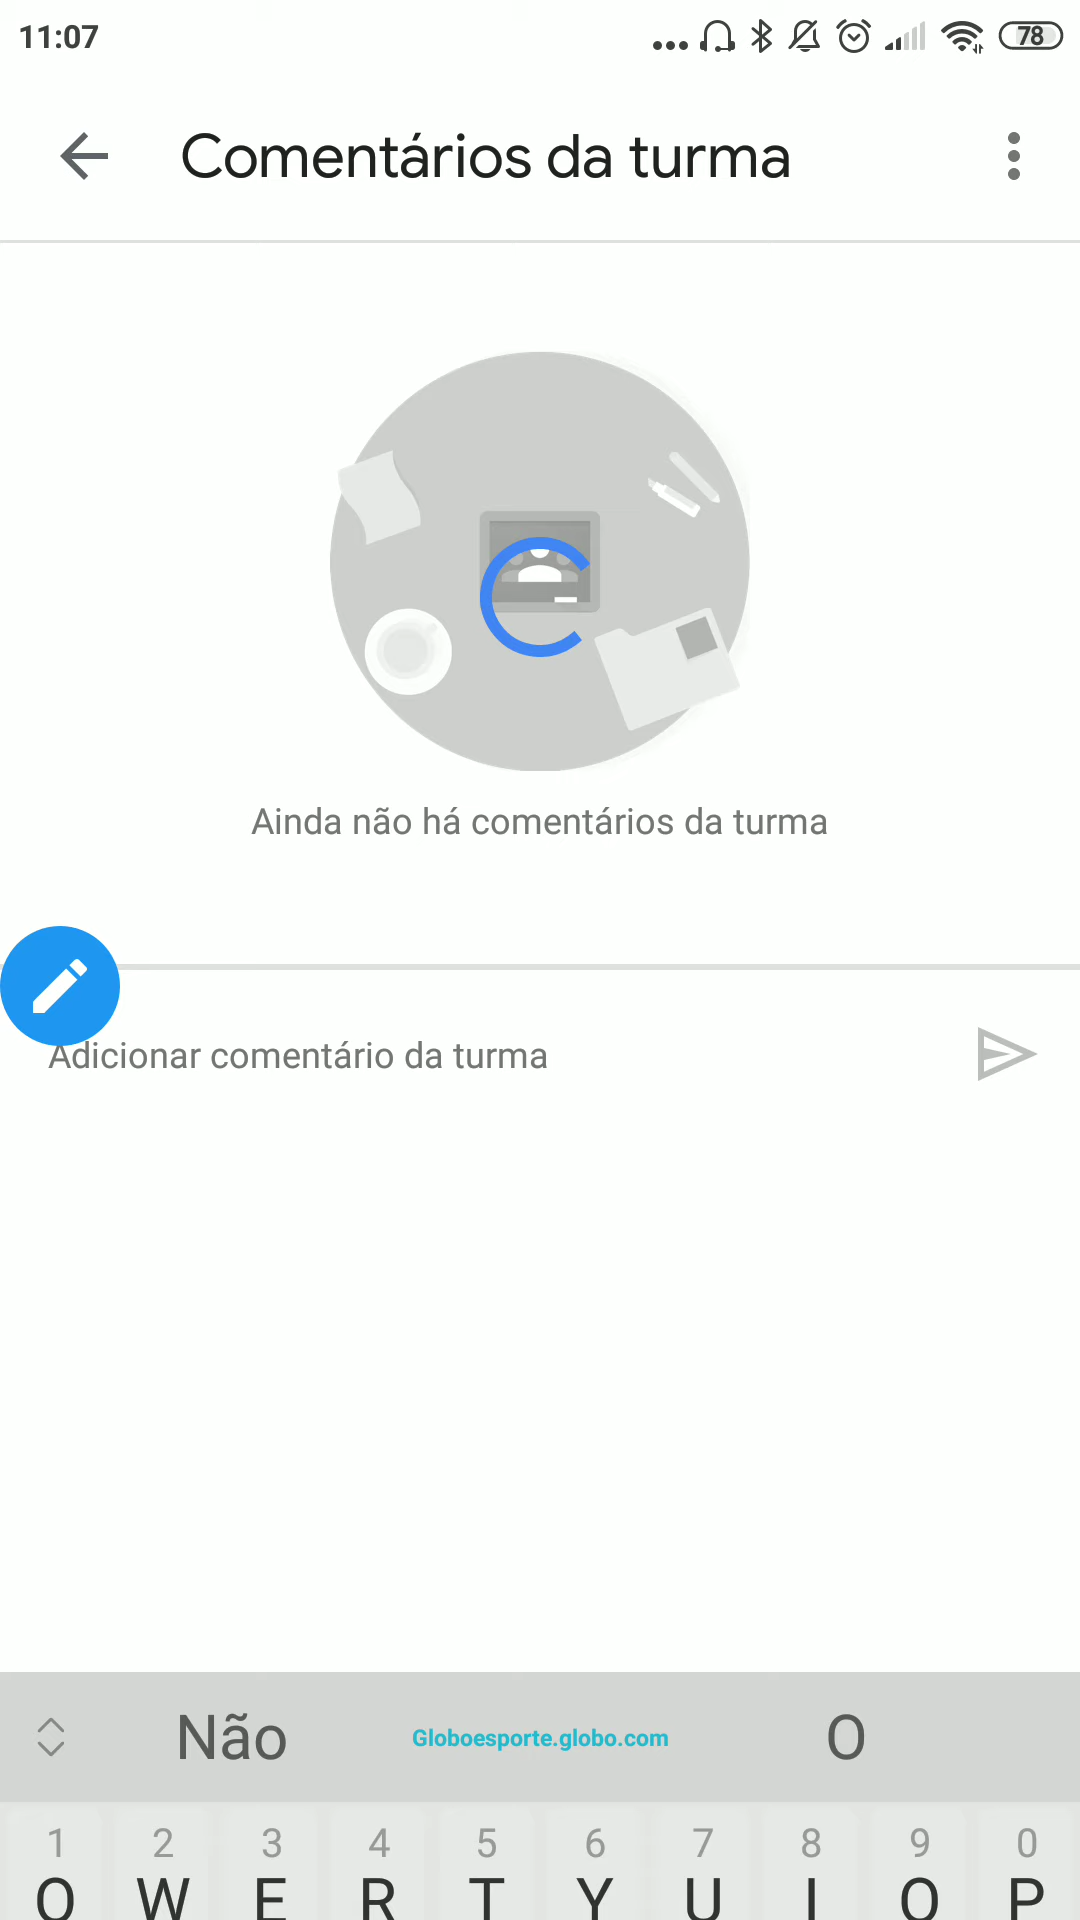 11:07
78
Comentários da turma
Ainda não há comentários da turma
Adicionar comentário da turma
Não Globoesporte.globo.com O
1 2 3 4 5 6 7 8 9 0
Q W E R T Y U I O P